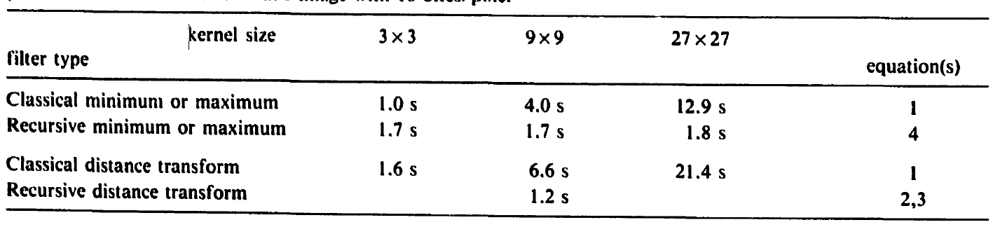 kernel size 3×3 9×9 27×27
filter type equation(s)
Classical minimum or maximum 1.0 s 4.0 s 12.9 s 1
Recursive minimum or maximum 1.7 s 1.7 s 1.8 s 4
Classical distance transform 1.6 s 6.6 s 21.4 s 1
Recursive distance transform 1.2 s 2,3